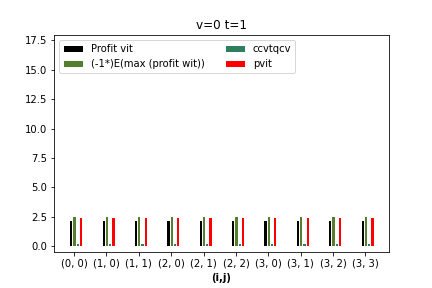 v=0 t=1
Profit vit
(-1*)E(max (profit wit))
ccvtqcv
pvit
17.5
15.0
12.5
10.0
7.5
5.0
2.5
0.0
(0, 0) (1, 0) (1, 1) (2, 0) (2, 1) (2, 2) (3, 0) (3, 1) (3, 2) (3, 3)
(i,j)